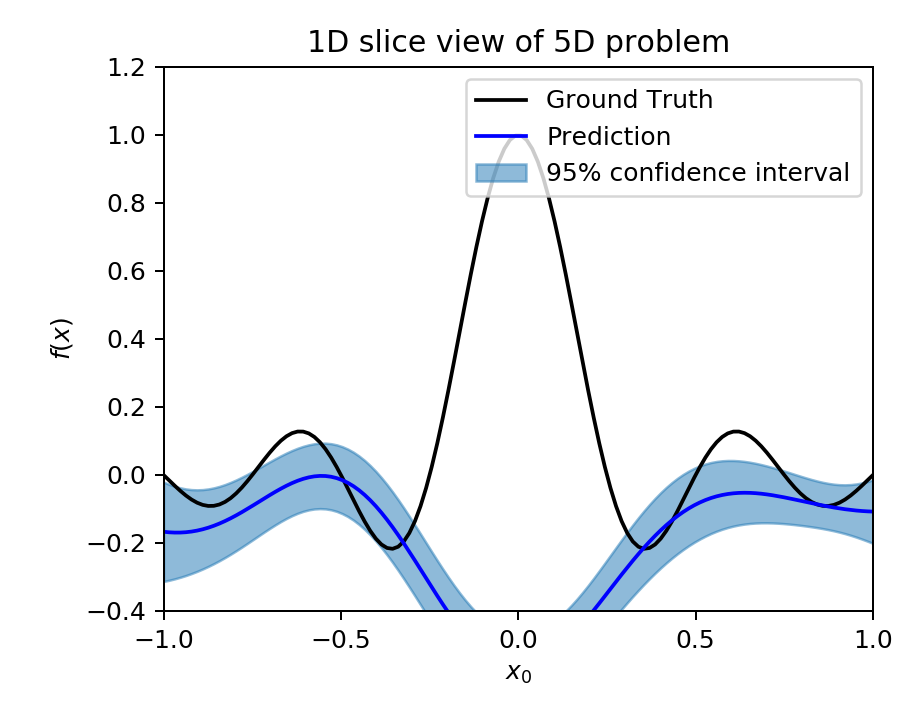 1D slice view of 5D problem
Ground Truth
Prediction
95% confidence interval
f(x)
1.2
1.0
0.8
0.6
0.4
0.2
0.0
−0.2
−0.4
−1.0
−0.5
0.0
0.5
1.0
x₀